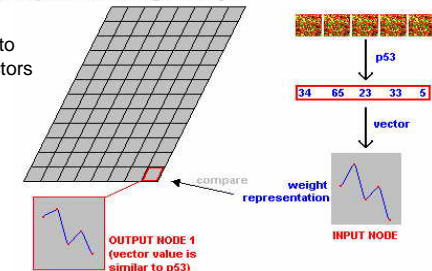 to
tors
p53
34 65 23 33 5
vector
compare
weight
representation
INPUT NODE
OUTPUT NODE 1
(vector value is
similar to p53)